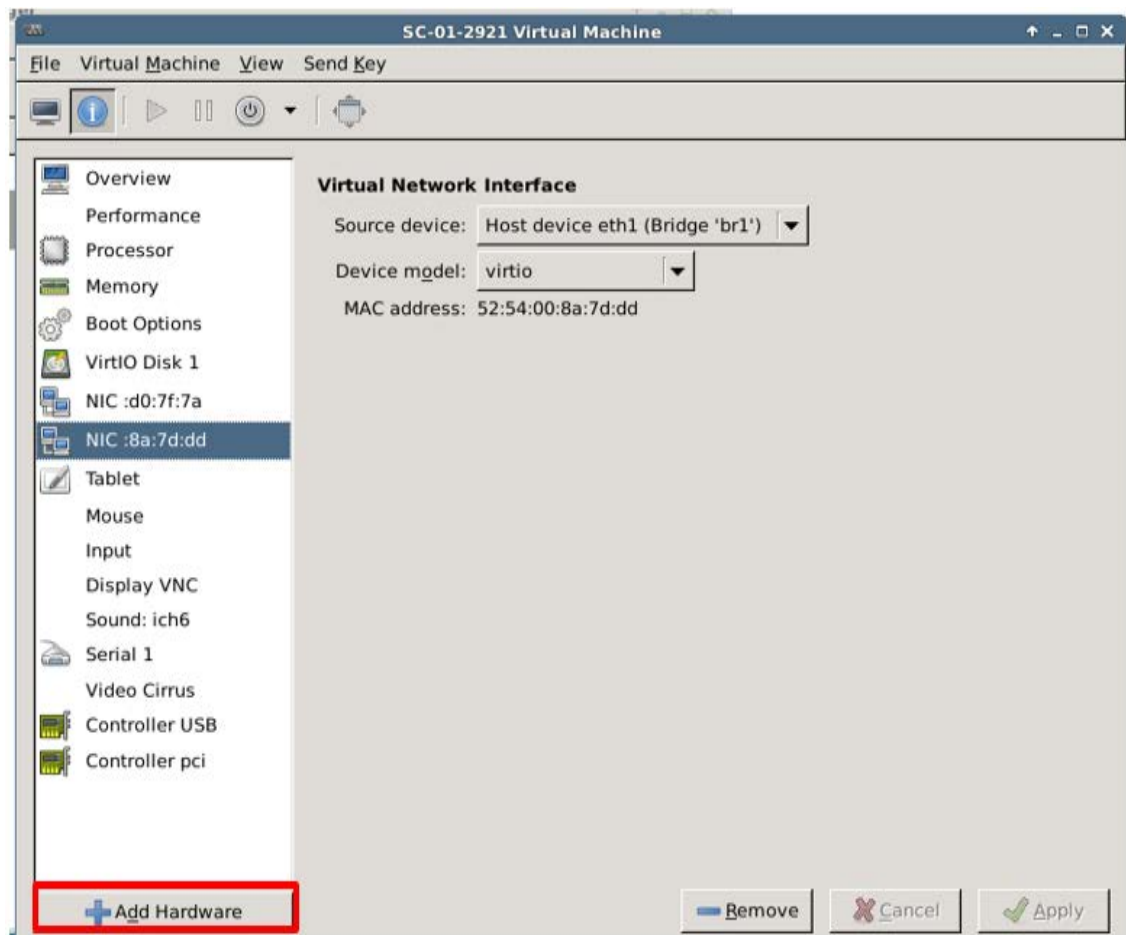 SC-01-2921 Virtual Machine
File Virtual Machine View Send Key
Overview
Performance
Processor
Memory
Boot Options
VirtIO Disk 1
NIC :d0:7f:7a
NIC :8a:7d:dd
Tablet
Mouse
Input
Display VNC
Sound: ich6
Serial 1
Video Cirrus
Controller USB
Controller pci
Virtual Network Interface
Source device: Host device eth1 (Bridge 'br1')
Device model: virtio
MAC address: 52:54:00:8a:7d:dd
Add Hardware
Remove Cancel Apply